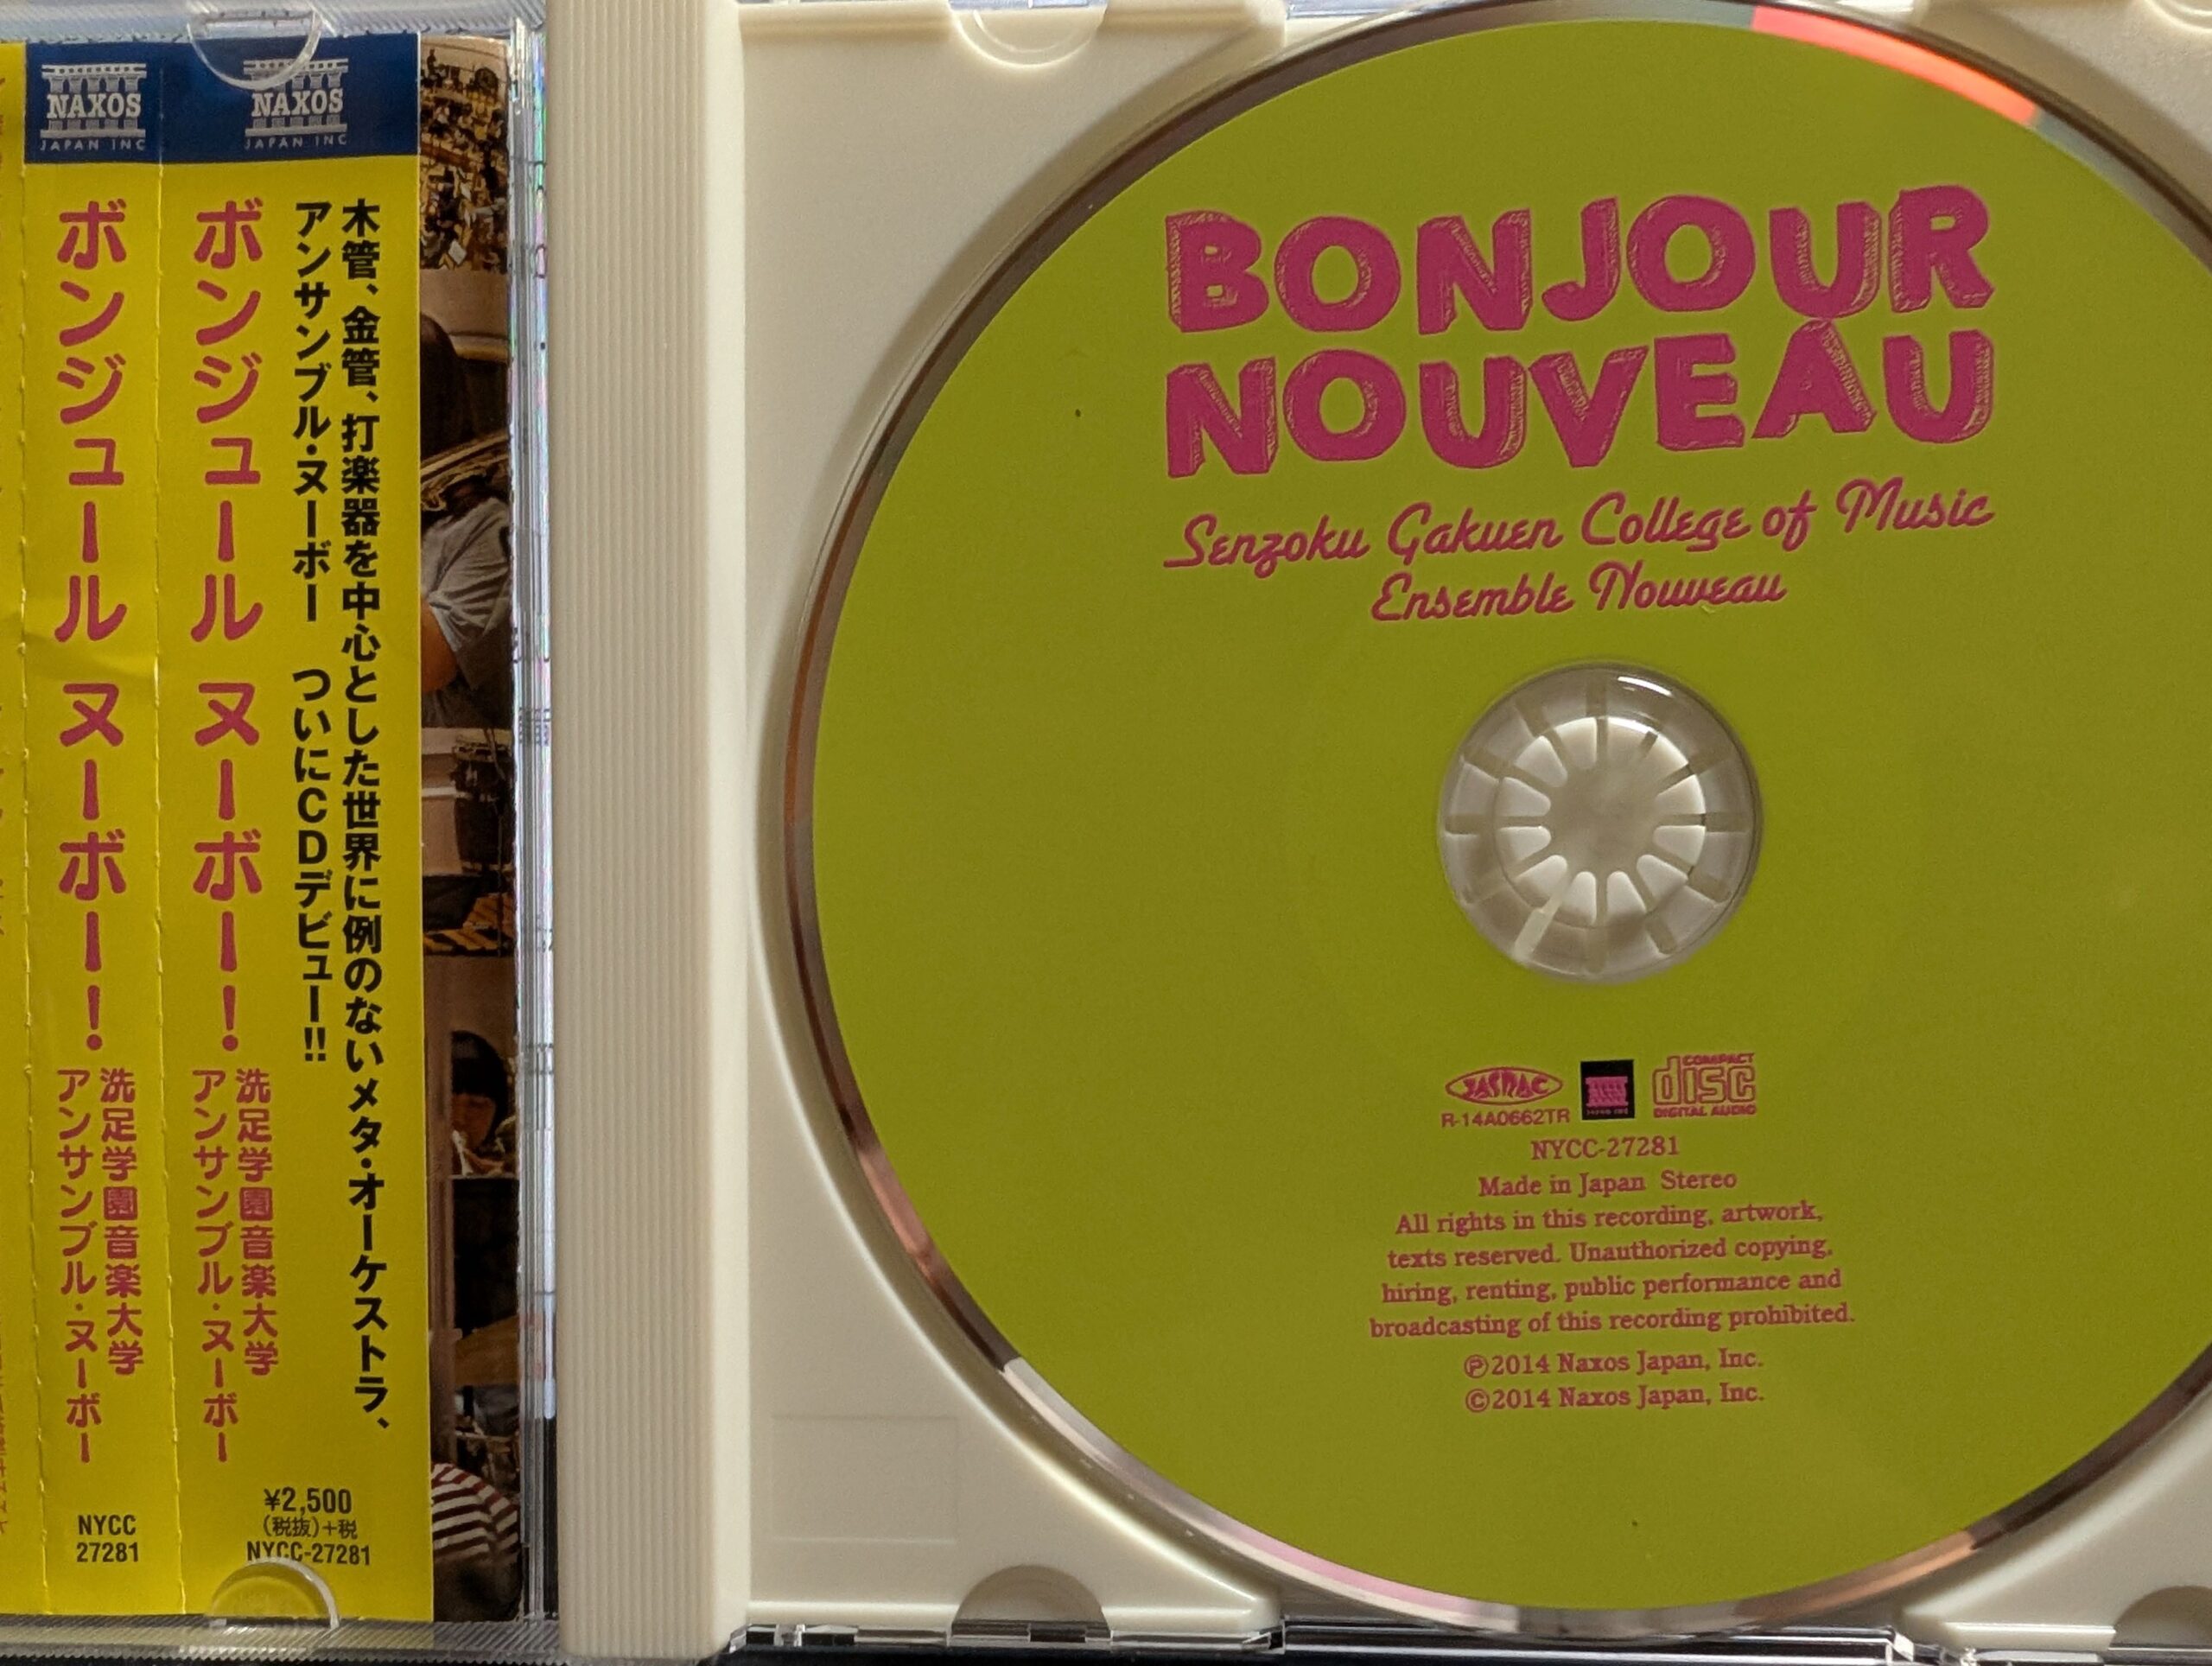 NAXOS
JAPAN INC
ボンジュール ヌーボー！
洗足学園音楽大学
アンサンブル・ヌーボー
NYCC
27281
NAXOS
JAPAN INC
木管、金管、打楽器を中心とした世界に例のないメタ・オーケストラ、
アンサンブル・ヌーボー ついにCDデビュー!!
ボンジュール ヌーボー！
洗足学園音楽大学
アンサンブル・ヌーボー
¥2,500
(税抜)+税
NYCC-27281
BONJOUR
NOUVEAU
Senzoku Gakuen College of Music
Ensemble Nouveau
JASRAC
R-14A0662TR
JAPAN INC
COMPACT
disc
DIGITAL AUDIO
NYCC-27281
Made in Japan Stereo
All rights in this recording, artwork,
texts reserved. Unauthorized copying,
hiring, renting, public performance and
broadcasting of this recording prohibited.
℗2014 Naxos Japan, Inc.
©2014 Naxos Japan, Inc.